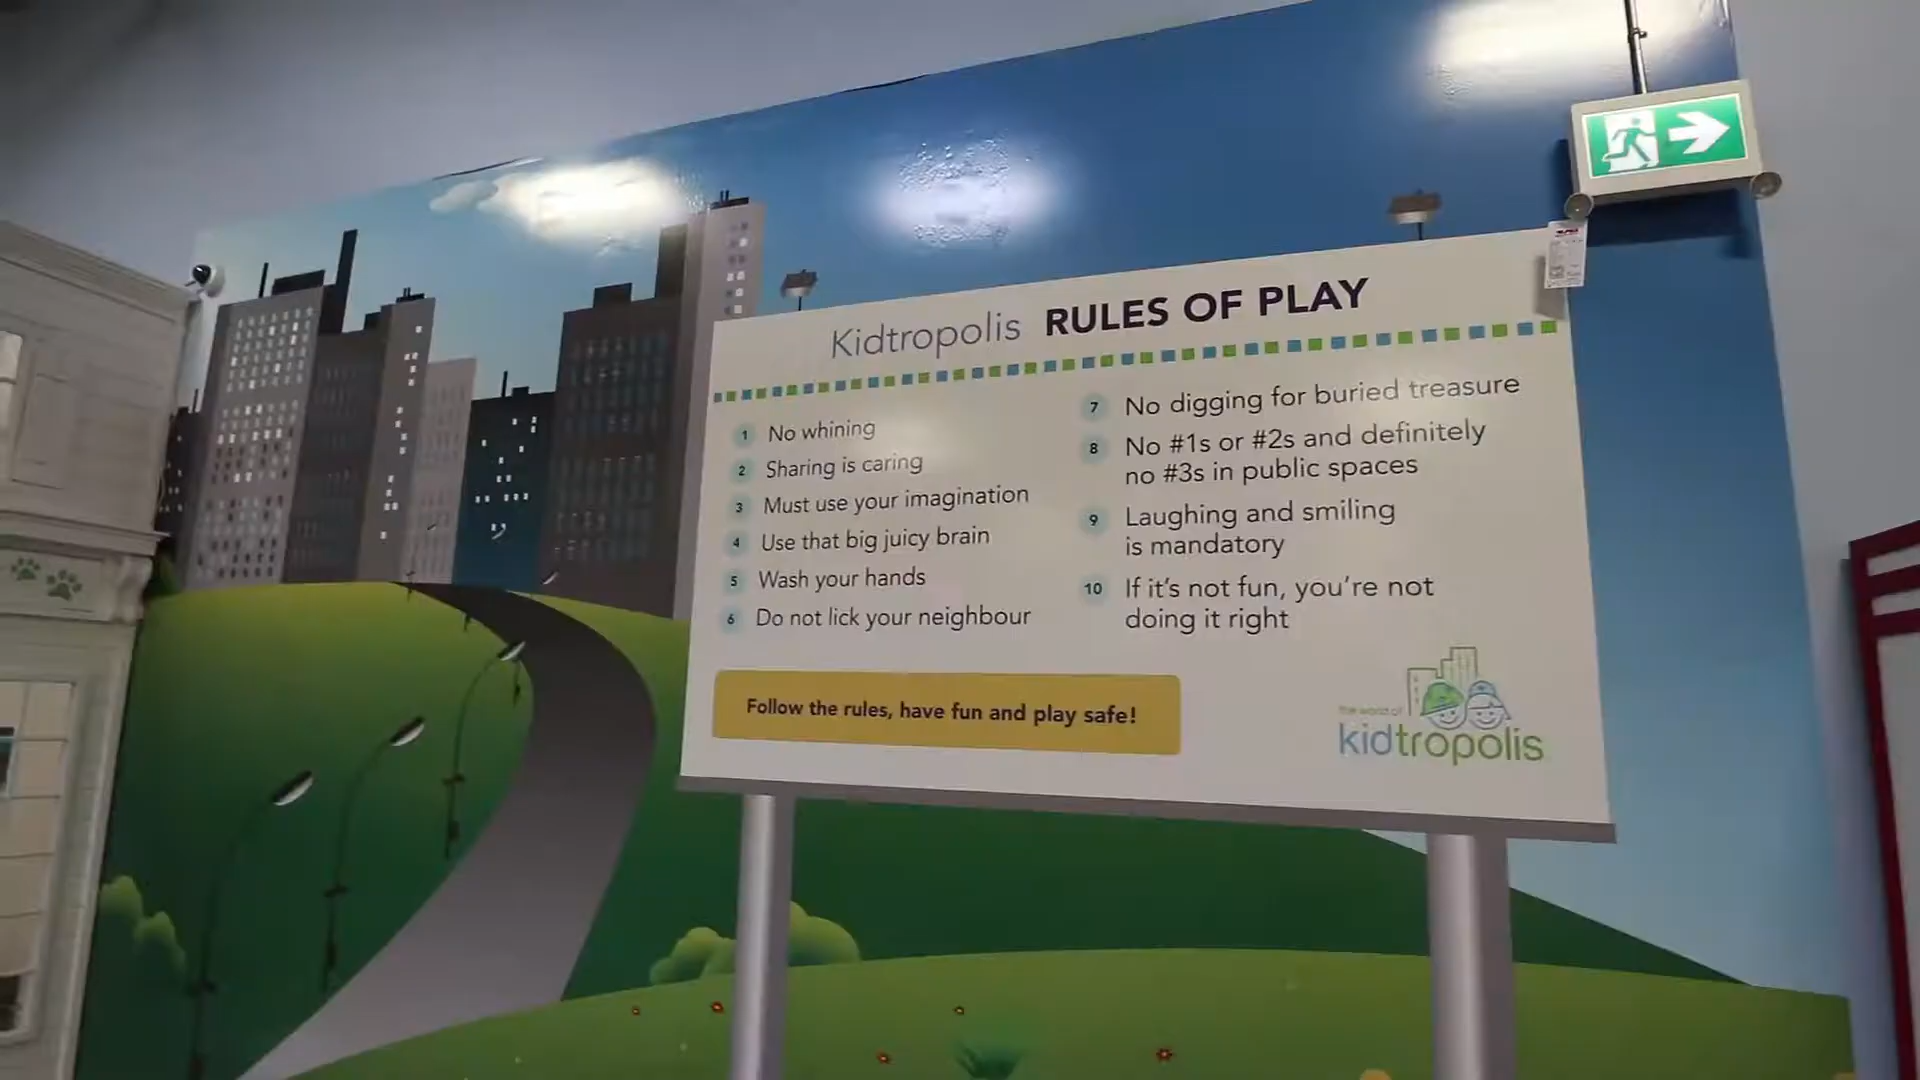 Kidtropolis RULES OF PLAY
1 No whining
2 Sharing is caring
3 Must use your imagination
4 Use that big juicy brain
5 Wash your hands
6 Do not lick your neighbour
7 No digging for buried treasure
8 No #1s or #2s and definitely
no #3s in public spaces
9 Laughing and smiling
is mandatory
10 If it's not fun, you're not
doing it right
Follow the rules, have fun and play safe!
the world of
kidtropolis